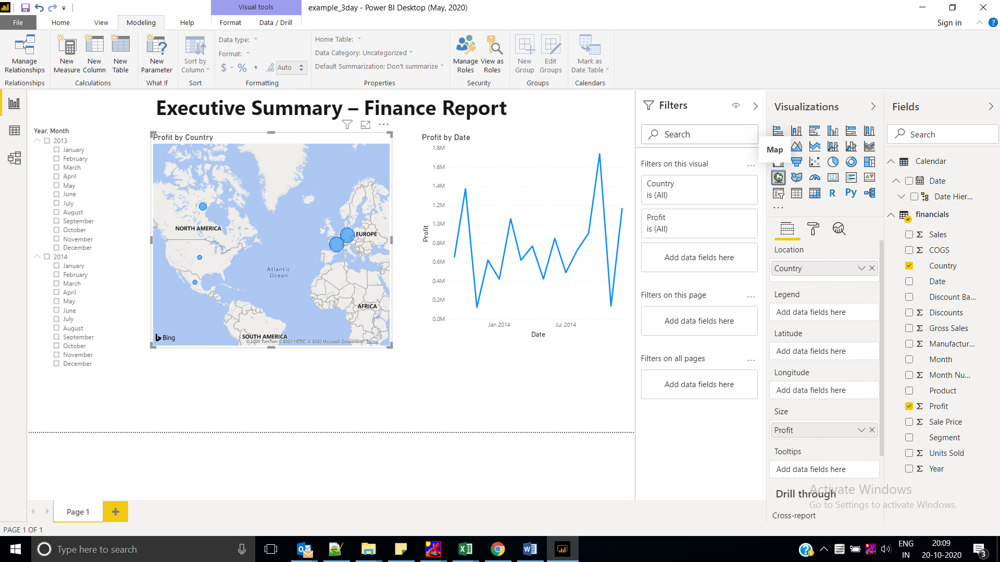 Visual tools
example_3day - Power BI Desktop (May, 2020)
File
Home
View
Modeling
Help
Format
Data / Drill
Sign in
Manage
Relationships
New
Measure
New
Column
New
Table
New
Parameter
Sort by
Column
Data type:
Format:
$ % , .00 Auto
Home Table:
Data Category: Uncategorized
Default Summarization: Don't summarize
Manage
Roles
View as
Roles
New
Group
Edit
Groups
Mark as
Date Table
Relationships
Calculations
What If
Sort
Formatting
Properties
Security
Groups
Calendars
Executive Summary – Finance Report
Year, Month
2013
January
February
March
April
May
June
July
August
September
October
November
December
2014
January
February
March
April
May
June
July
August
September
October
November
December
Profit by Country
NORTH AMERICA
EUROPE
Atlantic
Ocean
AFRICA
SOUTH AMERICA
Bing
© 2020 TomTom © 2020 HERE, © 2020 Microsoft Corporation Terms
Profit by Date
1.8M
1.6M
1.4M
1.2M
1.0M
0.8M
0.6M
0.4M
0.2M
0.0M
Profit
Jan 2014
Jul 2014
Date
Filters
Search
Filters on this visual
...
Country
is (All)
Profit
is (All)
Add data fields here
Filters on this page
...
Add data fields here
Filters on all pages
...
Add data fields here
Visualizations
Map
123
R
Py
...
Location
Country
Legend
Add data fields here
Latitude
Add data fields here
Longitude
Add data fields here
Size
Profit
Tooltips
Add data fields here
Drill through
Cross-report
Fields
Search
Calendar
Date
Date Hier...
financials
Sales
COGS
Country
Date
Discount Ba...
Discounts
Gross Sales
Manufactur...
Month
Month Nu...
Product
Profit
Sale Price
Segment
Units Sold
Year
Activate Windows
Go to Settings to activate Windows.
Page 1
PAGE 1 OF 1
Type here to search
ENG
IN
20:09
20-10-2020
3